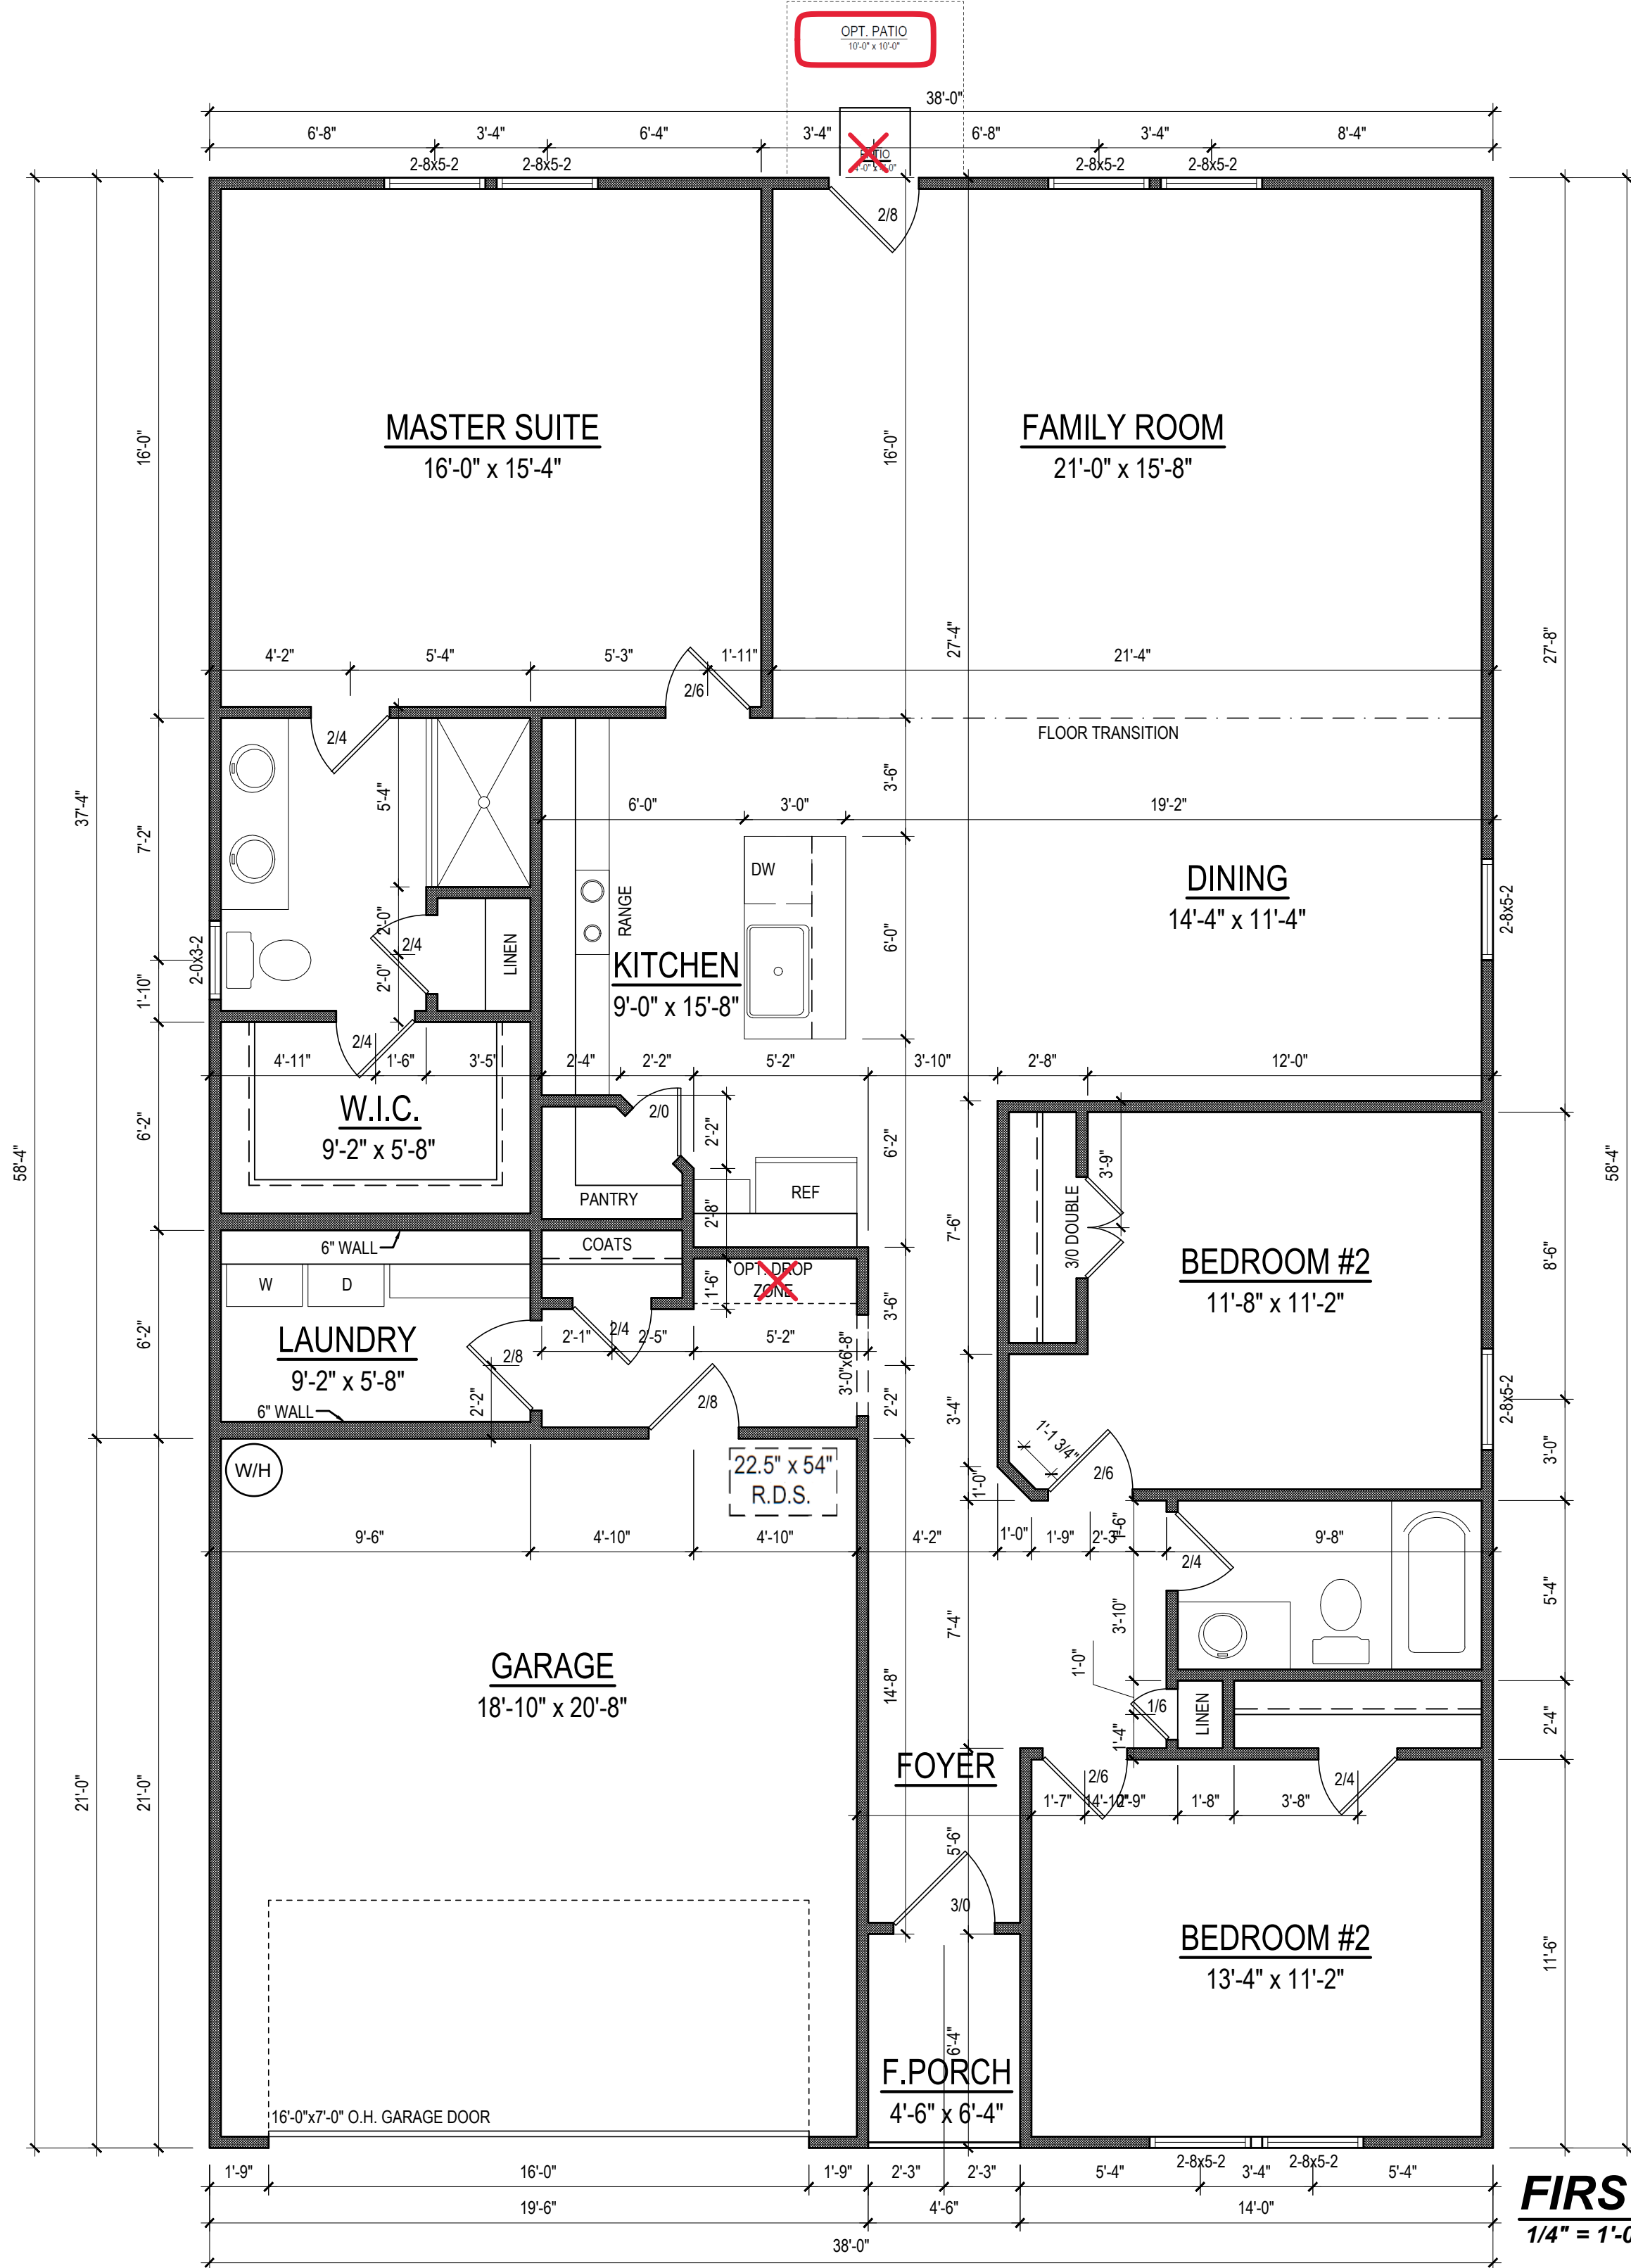 OPT. PATIO
10'-0" x 10'-0"
38'-0"
6'-8"
3'-4"
6'-4"
3'-4"
6'-8"
3'-4"
8'-4"
2-8x5-2
2-8x5-2
2-8x5-2
2-8x5-2
2/8
MASTER SUITE
16'-0" x 15'-4"
FAMILY ROOM
21'-0" x 15'-8"
16'-0"
16'-0"
27'-4"
27'-8"
4'-2"
5'-4"
5'-3"
1'-11"
21'-4"
2/6
2/4
FLOOR TRANSITION
37'-4"
7'-2"
5'-4"
3'-6"
6'-0"
3'-0"
19'-2"
DW
RANGE
DINING
14'-4" x 11'-4"
2-8x5-2
2'-0"
2/4
LINEN
2-0x3-2
6'-0"
KITCHEN
9'-0" x 15'-8"
1'-10"
2'-0"
2/4
4'-11"
1'-6"
3'-5"
2'-4"
2'-2"
5'-2"
3'-10"
2'-8"
12'-0"
W.I.C.
9'-2" x 5'-8"
6'-2"
58'-4"
2/0
2'-2"
6'-2"
3'-9"
58'-4"
PANTRY
REF
2'-8"
7'-6"
3/0 DOUBLE
6" WALL
COATS
BEDROOM #2
11'-8" x 11'-2"
8'-6"
OPT. DROP
ZONE
1'-6"
3'-6"
W
D
LAUNDRY
9'-2" x 5'-8"
6'-2"
2/8
2'-1"
2/4
2'-5"
5'-2"
3'-0"x6'-8"
2'-2"
2'-2"
3'-4"
2-8x5-2
6" WALL
2/8
1'-1 3/4"
2/6
3'-0"
W/H
22.5" x 54"
R.D.S.
1'-0"
9'-6"
4'-10"
4'-10"
4'-2"
1'-0"
1'-9"
2'-3"
1'-6"
9'-8"
2/4
5'-4"
3'-10"
7'-4"
1'-0"
GARAGE
18'-10" x 20'-8"
14'-8"
1/6
LINEN
2'-4"
1'-4"
FOYER
21'-0"
21'-0"
2/6
2/4
1'-7"
14'-10"
2'-9"
1'-8"
3'-8"
5'-6"
3/0
BEDROOM #2
13'-4" x 11'-2"
11'-6"
6'-4"
F.PORCH
4'-6" x 6'-4"
16'-0"x7'-0" O.H. GARAGE DOOR
2-8x5-2
2-8x5-2
1'-9"
16'-0"
1'-9"
2'-3"
2'-3"
5'-4"
3'-4"
5'-4"
19'-6"
4'-6"
14'-0"
38'-0"
FIRS
1/4" = 1'-0